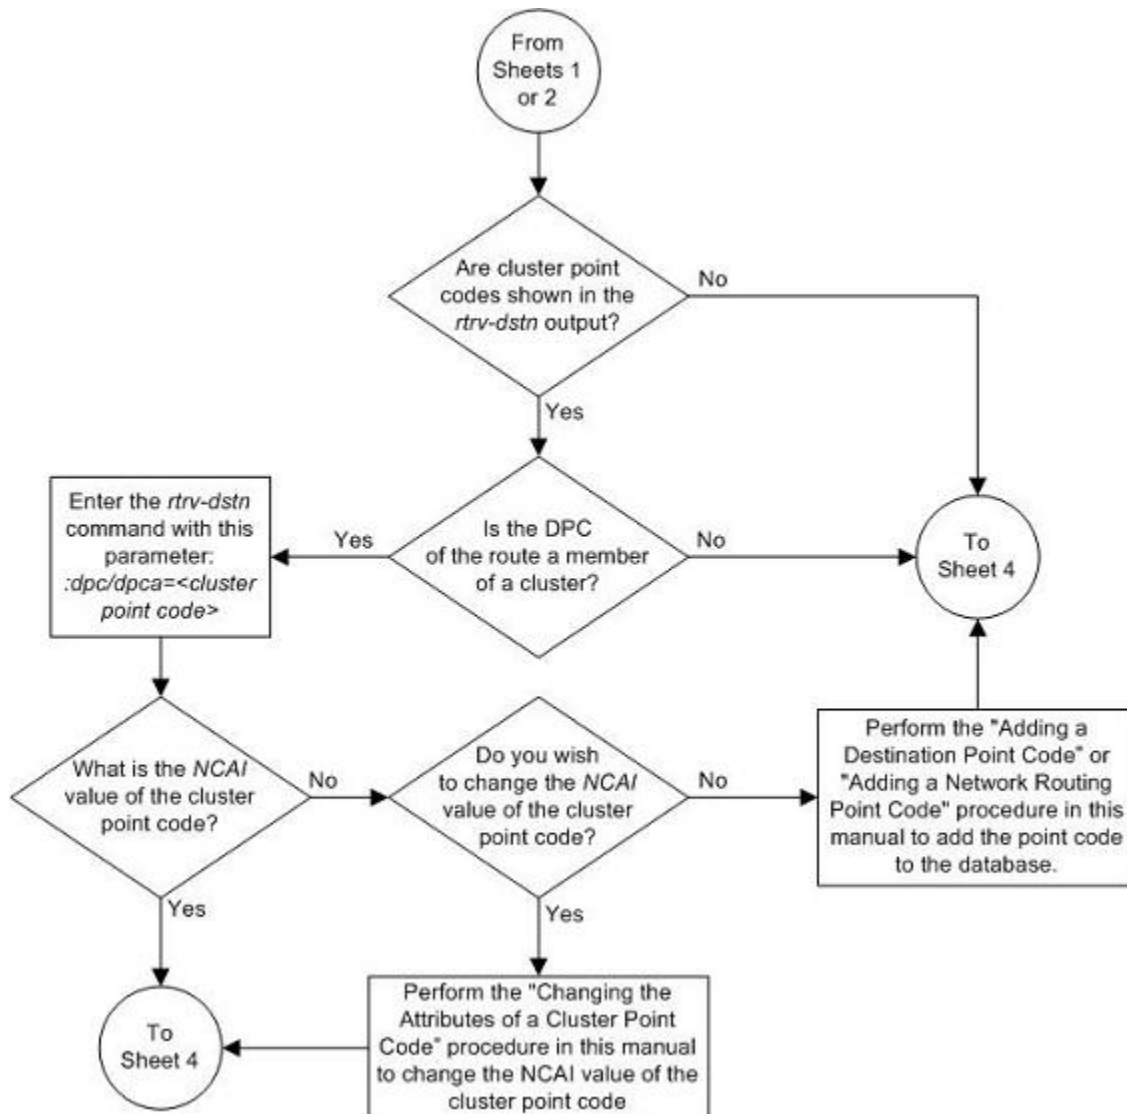 From
Sheets 1
or 2
Are cluster point
codes shown in the
rtrv-dstn output?
No
Yes
Enter the rtrv-dstn
command with this
parameter:
:dpc/dpca=<cluster
point code>
Yes
Is the DPC
of the route a member
of a cluster?
No
To
Sheet 4
What is the NCAI
value of the cluster
point code?
No
Do you wish
to change the NCAI
value of the cluster
point code?
No
Perform the "Adding a
Destination Point Code" or
"Adding a Network Routing
Point Code" procedure in this
manual to add the point code
to the database.
Yes
Yes
To
Sheet 4
Perform the "Changing the
Attributes of a Cluster Point
Code" procedure in this manual
to change the NCAI value of the
cluster point code